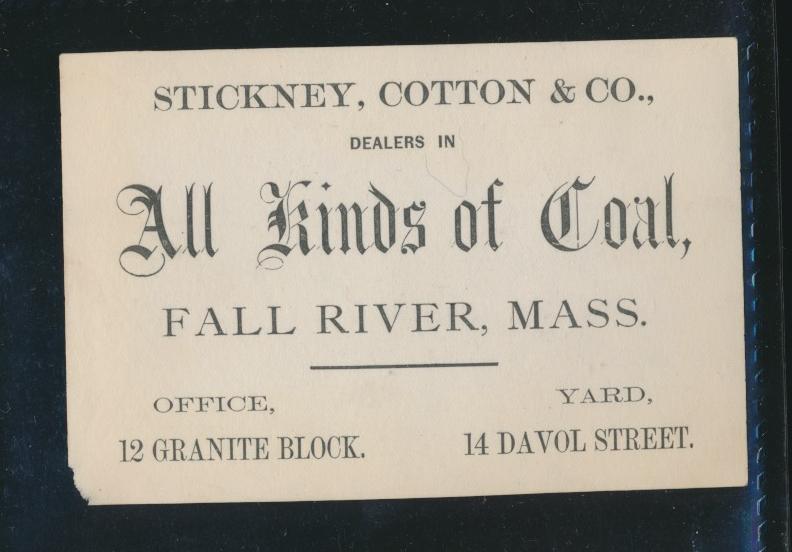 STICKNEY, COTTON & CO.,
DEALERS IN
All Kinds of Coal,
FALL RIVER, MASS.
OFFICE,
12 GRANITE BLOCK.
YARD,
14 DAVOL STREET.